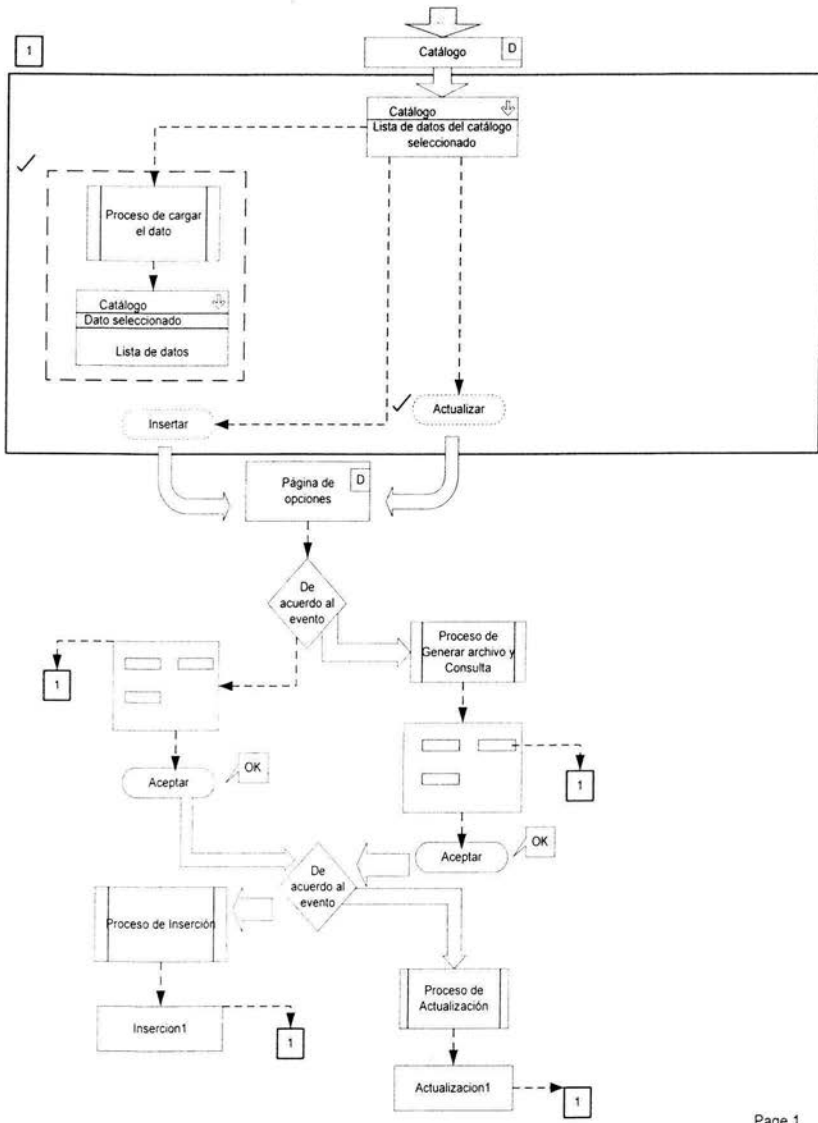 1
Catálogo
D
Catálogo
Lista de datos del catálogo
seleccionado
Proceso de cargar
el dato
Catálogo
Dato seleccionado
Lista de datos
Insertar
Actualizar
Página de
opciones
D
De
acuerdo al
evento
Proceso de
Generar archivo y
Consulta
1
1
Aceptar
OK
Aceptar
OK
De
acuerdo al
evento
Proceso de Inserción
Proceso de
Actualización
Insercion1
1
Actualizacion1
1
Page 1